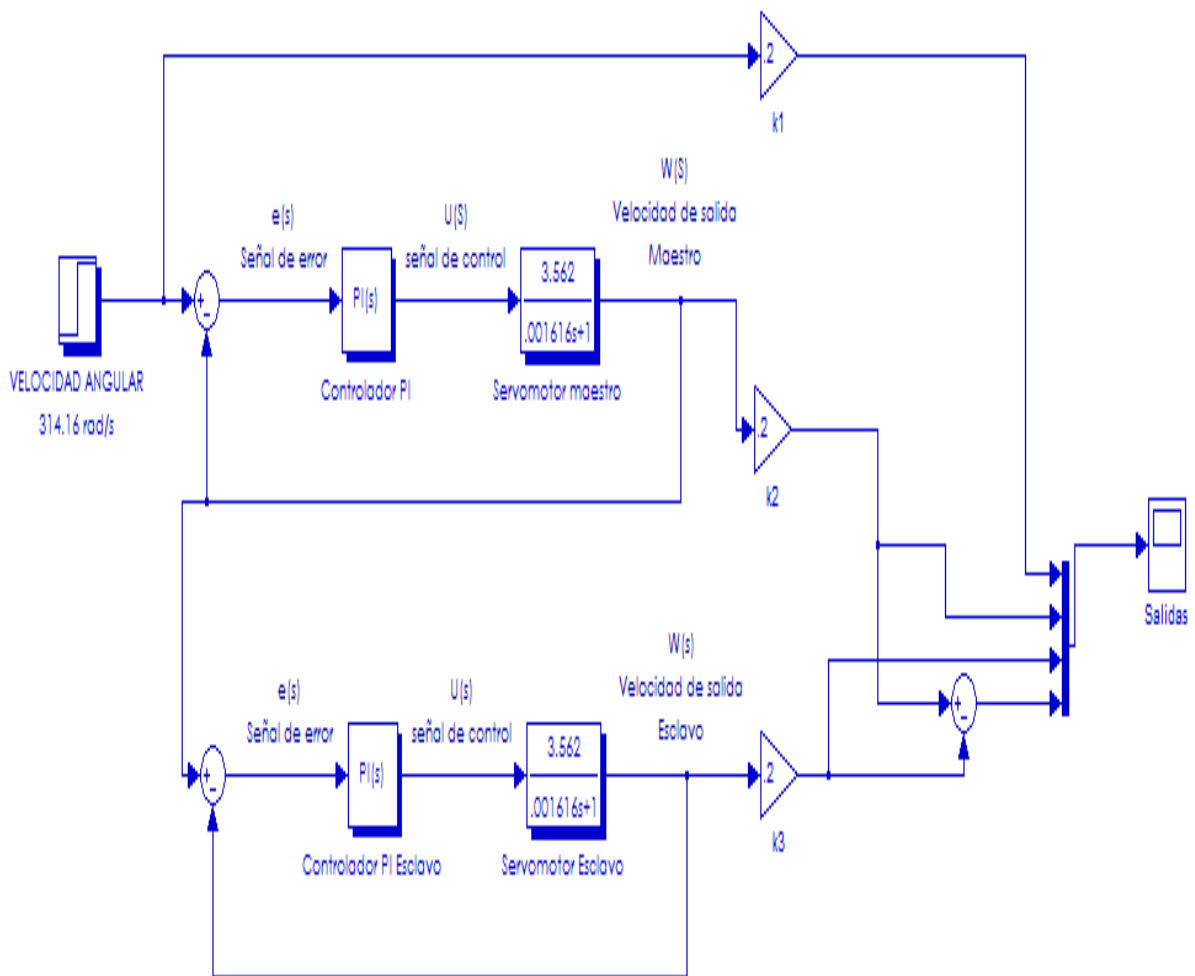 .2
k1
W(S)
Velocidad de salida
Maestro
e(s)
Señal de error
U(S)
señal de control
+
-
PI(s)
3.562
.001616s+1
VELOCIDAD ANGULAR
314.16 rad/s
Controlador PI
Servomotor maestro
.2
k2
Salidas
W(s)
Velocidad de salida
Esclavo
e(s)
Señal de error
U(s)
señal de control
+
-
+
-
PI(s)
3.562
.001616s+1
.2
k3
Controlador PI Esclavo
Servomotor Esclavo